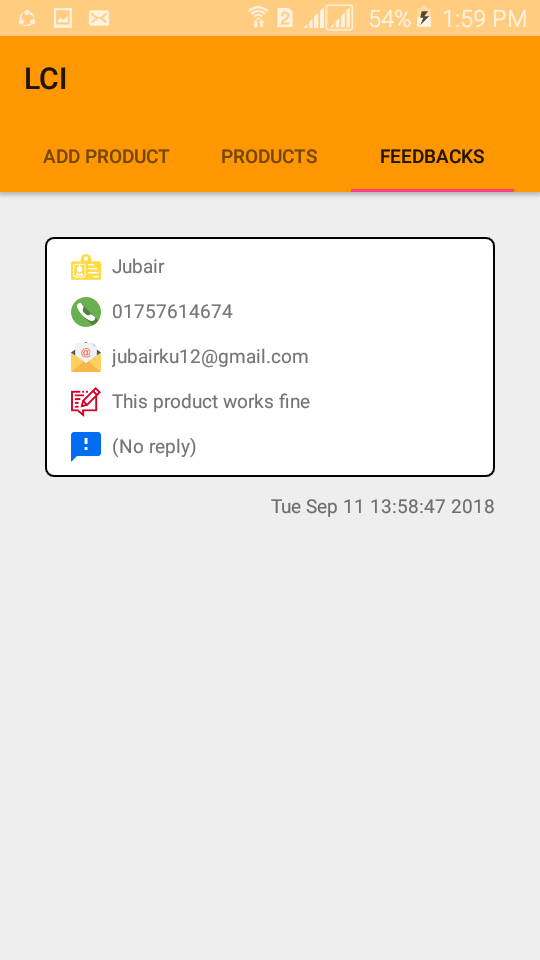 2 54% 1:59 PM
LCI
ADD PRODUCT PRODUCTS FEEDBACKS
Jubair
01757614674
jubairku12@gmail.com
This product works fine
(No reply)
Tue Sep 11 13:58:47 2018